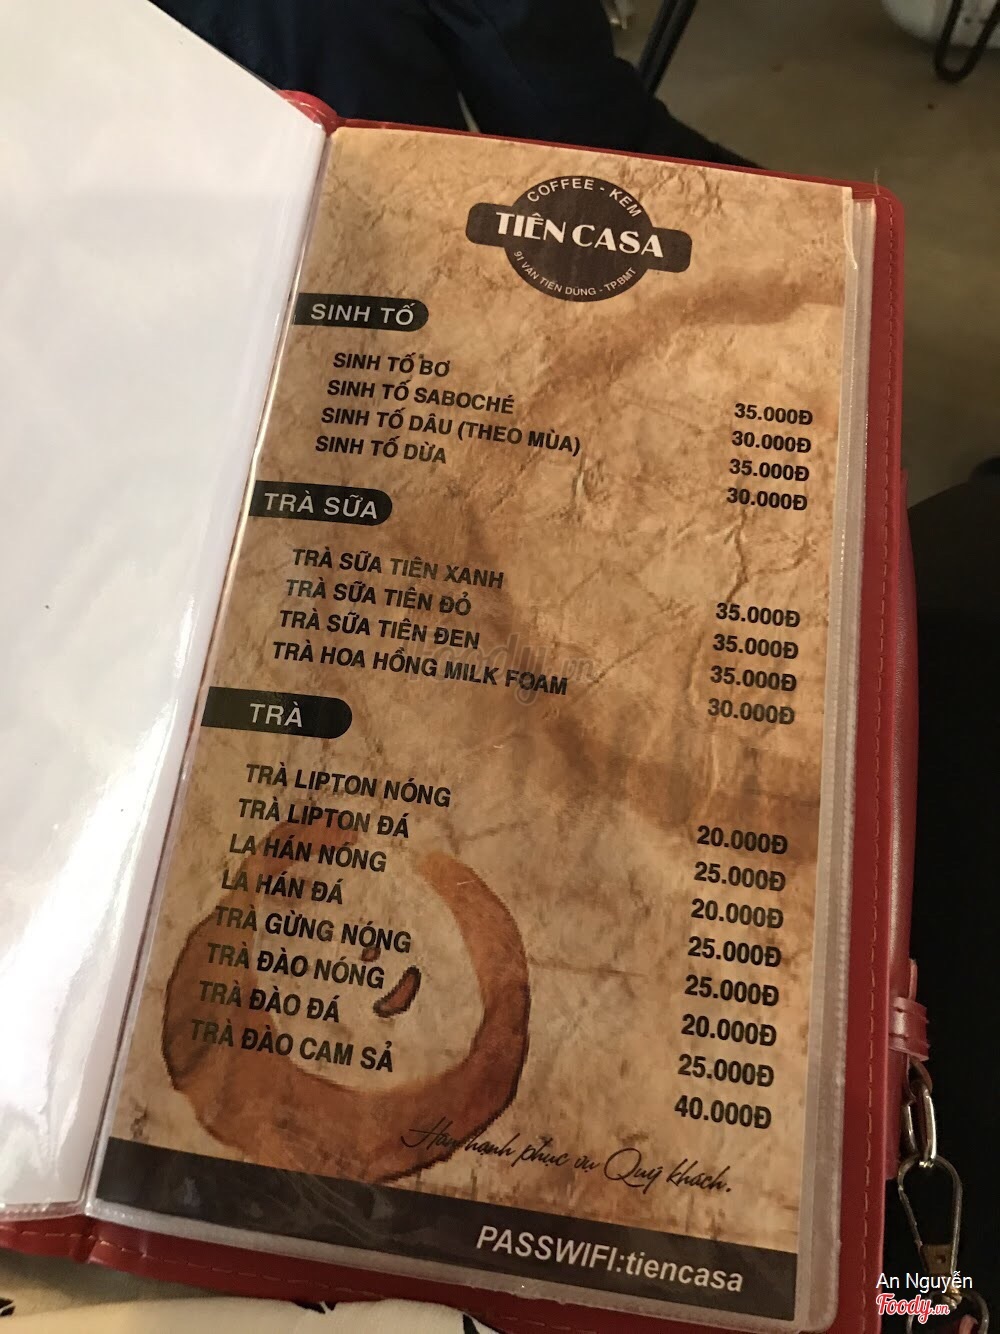 COFFEE - KEM
TIÊN CASA
91 VĂN TIẾN DŨNG - TP.BMT
SINH TỐ
SINH TỐ BƠ 35.000Đ
SINH TỐ SABOCHÉ 30.000Đ
SINH TỐ DÂU (THEO MÙA) 35.000Đ
SINH TỐ DỪA 30.000Đ
TRÀ SỮA
TRÀ SỮA TIÊN XANH 35.000Đ
TRÀ SỮA TIÊN ĐỎ 35.000Đ
TRÀ SỮA TIÊN ĐEN 35.000Đ
TRÀ HOA HỒNG MILK FOAM 30.000Đ
TRÀ
TRÀ LIPTON NÓNG 20.000Đ
TRÀ LIPTON ĐÁ 25.000Đ
LA HÁN NÓNG 20.000Đ
LA HÁN ĐÁ 25.000Đ
TRÀ GỪNG NÓNG 25.000Đ
TRÀ ĐÀO NÓNG 20.000Đ
TRÀ ĐÀO ĐÁ 25.000Đ
TRÀ ĐÀO CAM SẢ 40.000Đ
Hân hạnh phục vụ Quý khách.
PASSWIFI:tiencasa
An Nguyễn
Foody.vn